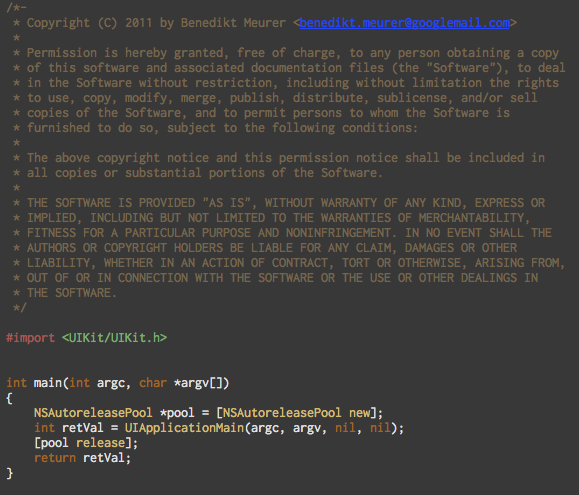 /*-
 * Copyright (C) 2011 by Benedikt Meurer <benedikt.meurer@googlemail.com>
 *
 * Permission is hereby granted, free of charge, to any person obtaining a copy
 * of this software and associated documentation files (the "Software"), to deal
 * in the Software without restriction, including without limitation the rights
 * to use, copy, modify, merge, publish, distribute, sublicense, and/or sell
 * copies of the Software, and to permit persons to whom the Software is
 * furnished to do so, subject to the following conditions:
 *
 * The above copyright notice and this permission notice shall be included in
 * all copies or substantial portions of the Software.
 *
 * THE SOFTWARE IS PROVIDED "AS IS", WITHOUT WARRANTY OF ANY KIND, EXPRESS OR
 * IMPLIED, INCLUDING BUT NOT LIMITED TO THE WARRANTIES OF MERCHANTABILITY,
 * FITNESS FOR A PARTICULAR PURPOSE AND NONINFRINGEMENT. IN NO EVENT SHALL THE
 * AUTHORS OR COPYRIGHT HOLDERS BE LIABLE FOR ANY CLAIM, DAMAGES OR OTHER
 * LIABILITY, WHETHER IN AN ACTION OF CONTRACT, TORT OR OTHERWISE, ARISING FROM,
 * OUT OF OR IN CONNECTION WITH THE SOFTWARE OR THE USE OR OTHER DEALINGS IN
 * THE SOFTWARE.
 */

#import <UIKit/UIKit.h>


int main(int argc, char *argv[])
{
    NSAutoreleasePool *pool = [NSAutoreleasePool new];
    int retVal = UIApplicationMain(argc, argv, nil, nil);
    [pool release];
    return retVal;
}